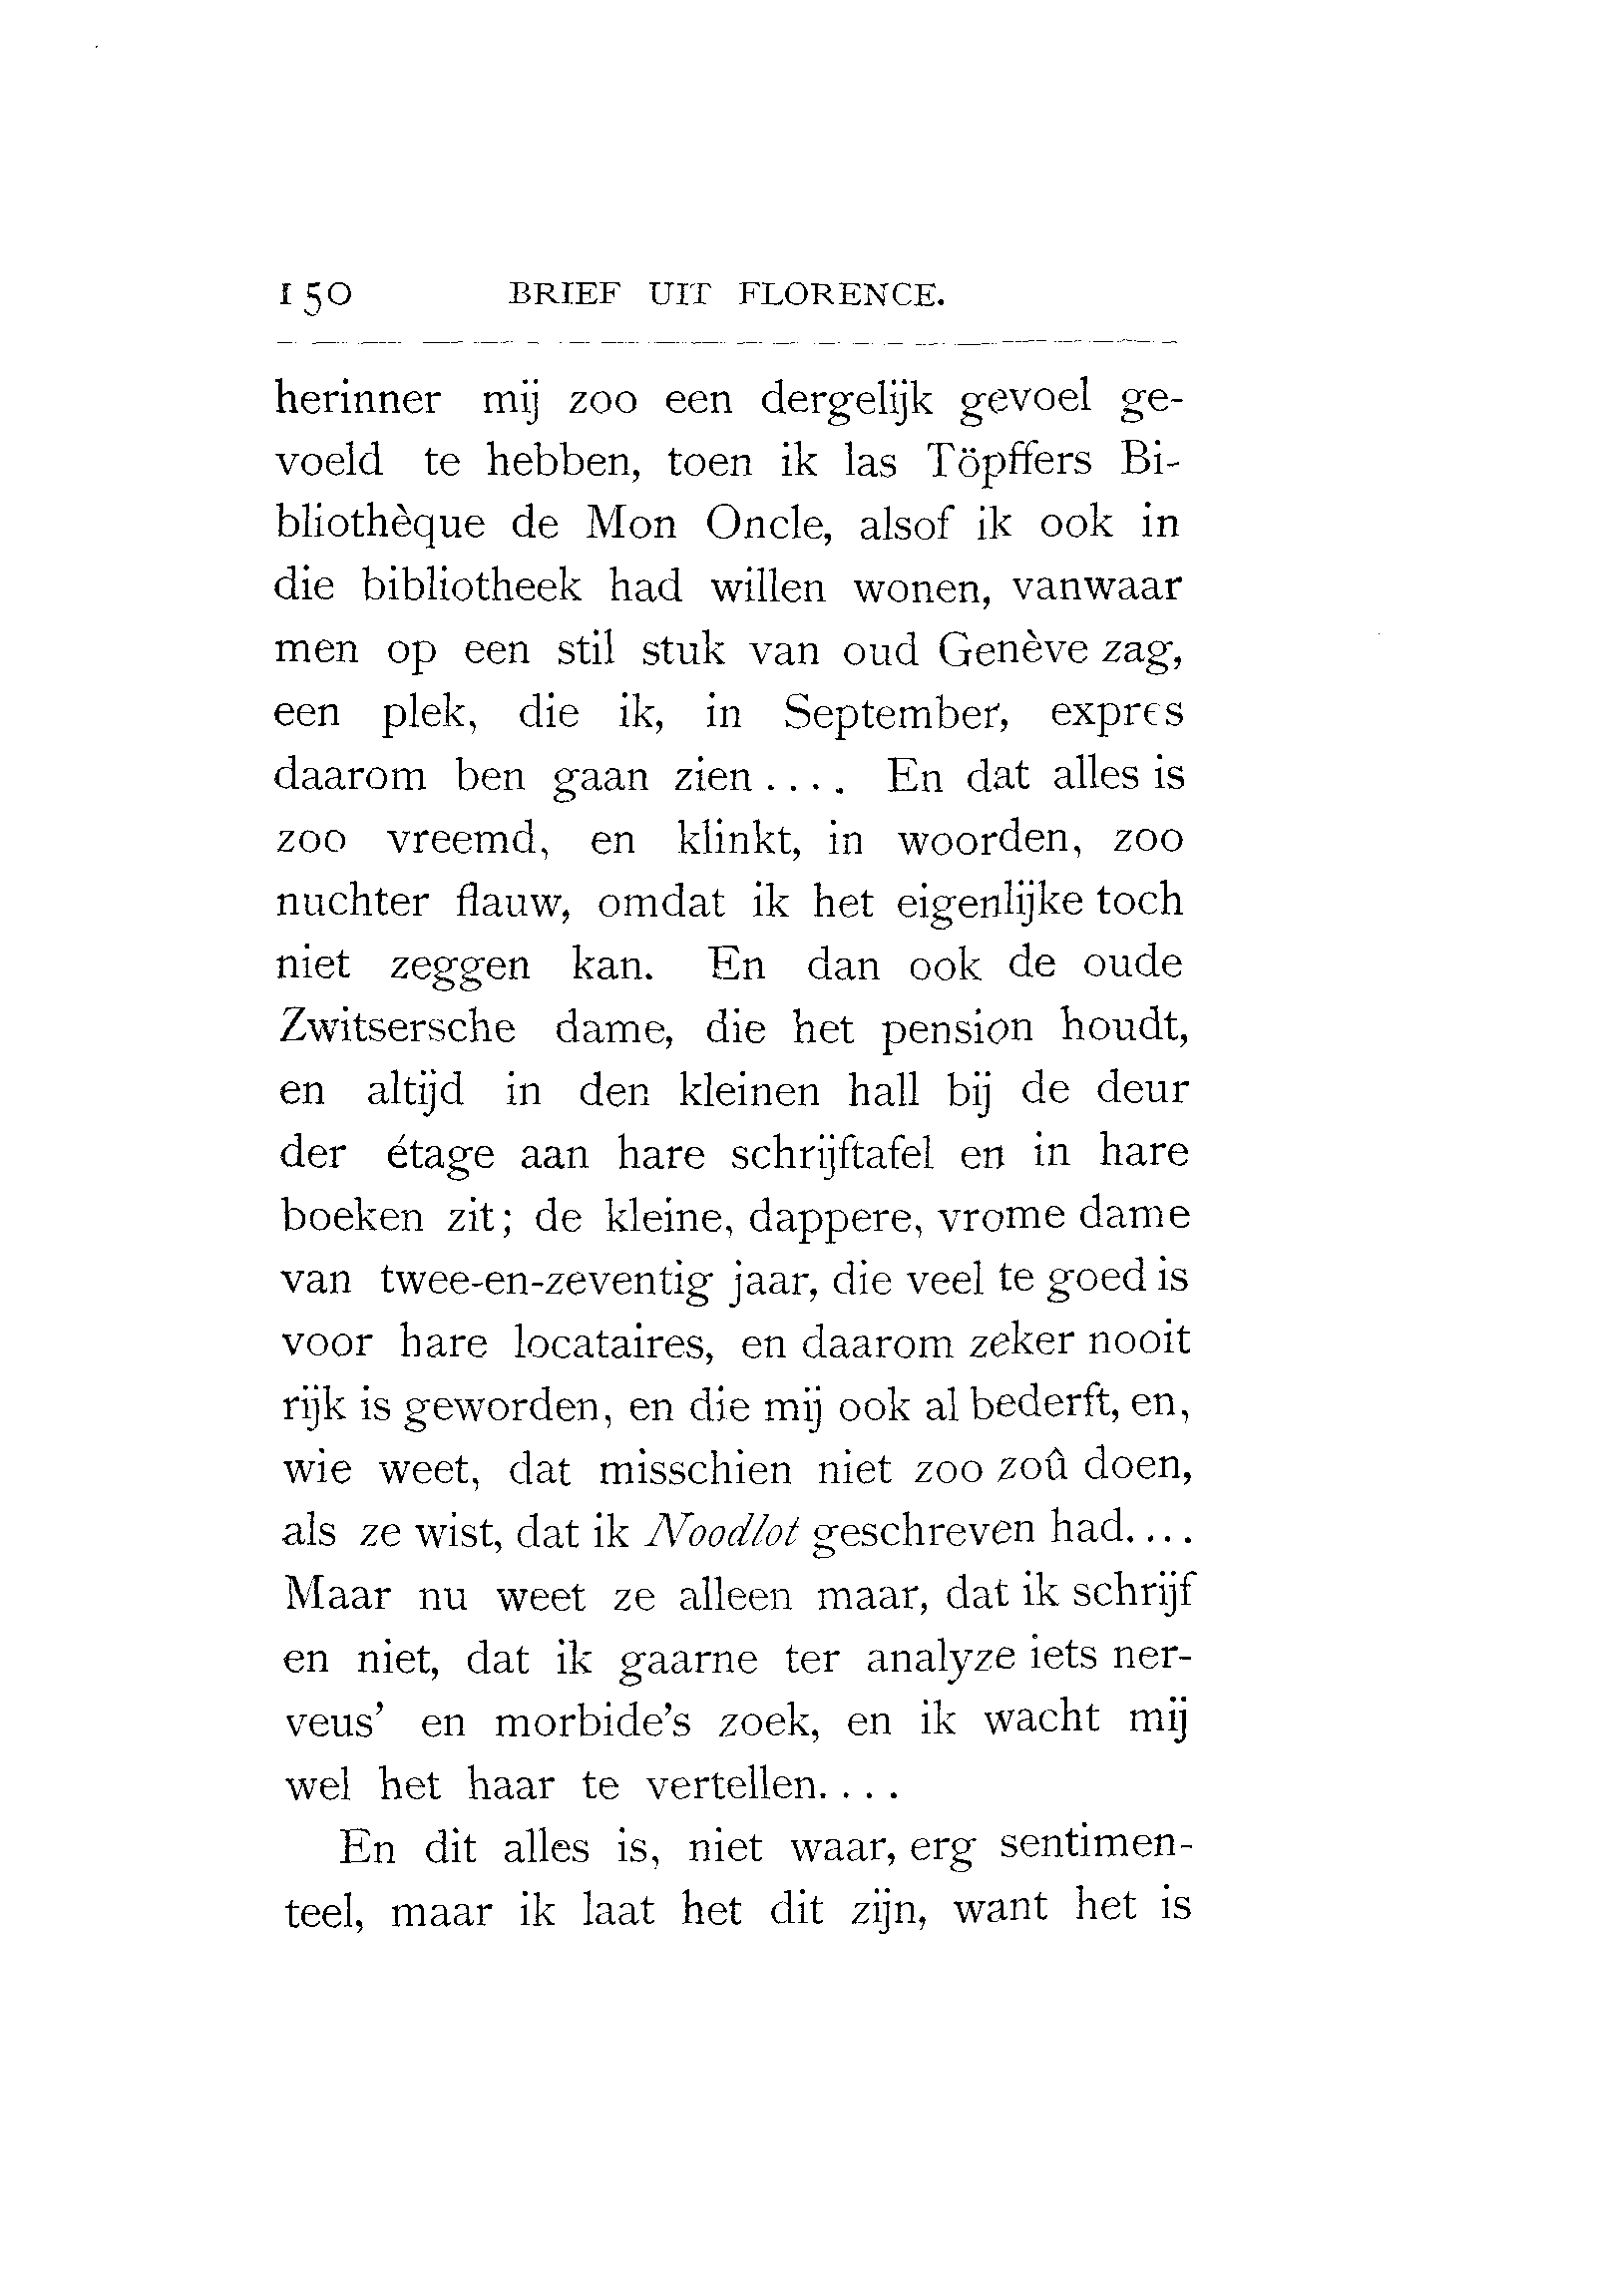 150 BRIEF UIT FLORENCE.
herinner mij zoo een dergelijk gevoel ge-
voeld te hebben, toen ik las Töpffers Bi-
bliothèque de Mon Oncle, alsof ik ook in
die bibliotheek had willen wonen, vanwaar
men op een stil stuk van oud Genève zag,
een plek, die ik, in September, expres
daarom ben gaan zien.... En dat alles is
zoo vreemd, en klinkt, in woorden, zoo
nuchter flauw, omdat ik het eigenlijke toch
niet zeggen kan. En dan ook de oude
Zwitsersche dame, die het pension houdt,
en altijd in den kleinen hall bij de deur
der étage aan hare schrijftafel en in hare
boeken zit; de kleine, dappere, vrome dame
van twee-en-zeventig jaar, die veel te goed is
voor hare locataires, en daarom zeker nooit
rijk is geworden, en die mij ook al bederft, en,
wie weet, dat misschien niet zoo zoû doen,
als ze wist, dat ik Noodlot geschreven had....
Maar nu weet ze alleen maar, dat ik schrijf
en niet, dat ik gaarne ter analyze iets ner-
veus' en morbide's zoek, en ik wacht mij
wel het haar te vertellen....
En dit alles is, niet waar, erg sentimen-
teel, maar ik laat het dit zijn, want het is